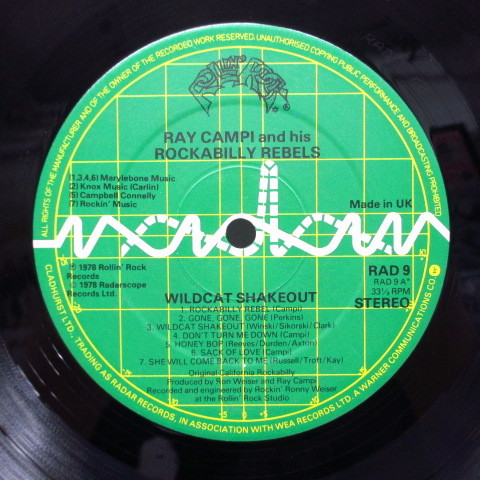 ALL RIGHTS OF THE MANUFACTURER AND OF THE OWNER OF THE RECORDED WORK RESERVED. UNAUTHORISED COPYING PUBLIC PERFORMANCE AND BROADCASTING PROHIBITED.
ROLLIN' ROCK
RAY CAMPI and his
ROCKABILLY REBELS
(1,3,4,6) Marylebone Music
(2) Knox Music (Carlin)
(5) Campbell Connelly
(7) Rockin' Music
Made in UK
℗ 1978 Rollin' Rock
Records
© 1978 Radarscope
Records Ltd.
RAD 9
RAD 9 A*
33⅓ RPM
STEREO
WILDCAT SHAKEOUT
1. ROCKABILLY REBEL (Campi)
2. GONE, GONE, GONE (Perkins)
3. WILDCAT SHAKEOUT (Winski/Sikorski/Clark)
4. DON'T TURN ME DOWN (Campi)
5. HONEY BOP (Reeves/Durden/Axton)
6. SACK OF LOVE (Campi)
7. SHE WILL COME BACK TO ME (Russell/Trott/Kay)
Original California Rockabilly
Produced by Ron Weiser and Ray Campi
Recorded and engineered by Rockin' Ronny Weiser
at the Rollin' Rock Studio
CLADHURST LTD., TRADING AS RADAR RECORDS, IN ASSOCIATION WITH WEA RECORDS LTD. A WARNER COMMUNICATIONS CO